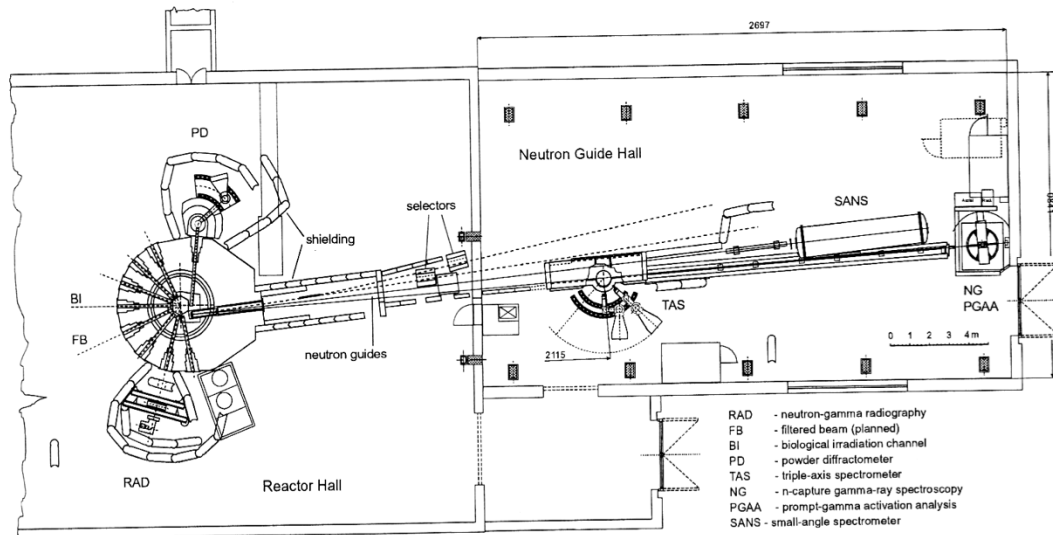 2697
PD
Neutron Guide Hall
selectors
SANS
shielding
BI
TAS
NG
PGAA
FB
neutron guides
0 1 2 3 4 m
2115
RAD - neutron-gamma radiography
FB - filtered beam (planned)
BI - biological irradiation channel
PD - powder diffractometer
TAS - triple-axis spectrometer
NG - n-capture gamma-ray spectroscopy
PGAA - prompt-gamma activation analysis
SANS - small-angle spectrometer
RAD
Reactor Hall